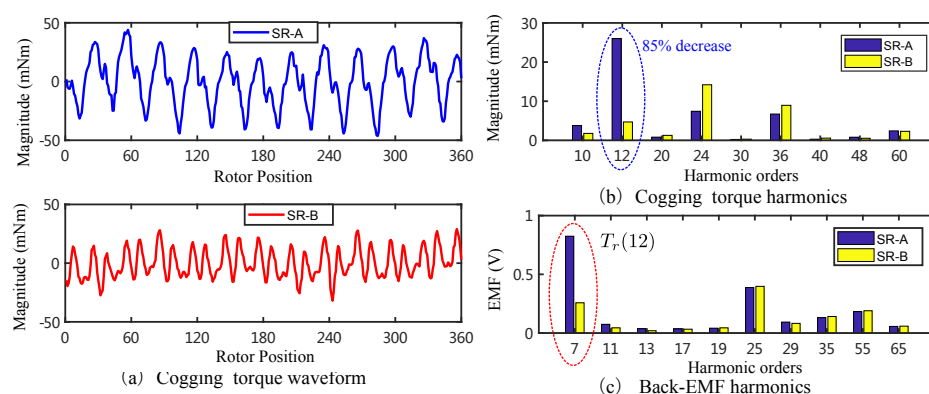 50
0
-50
Magnitude (mNm)
SR-A
0 60 120 180 240 300 360
Rotor Position
50
0
-50
Magnitude (mNm)
SR-B
0 60 120 180 240 300 360
Rotor Position
(a) Cogging torque waveform
30
20
10
0
Magnitude (mNm)
85% decrease
SR-A
SR-B
10 12 20 24 30 36 40 48 60
Harmonic orders
(b) Cogging torque harmonics
1
0.5
0
EMF (V)
T_r(12)
SR-A
SR-B
7 11 13 17 19 25 29 35 55 65
Harmonic orders
(c) Back-EMF harmonics